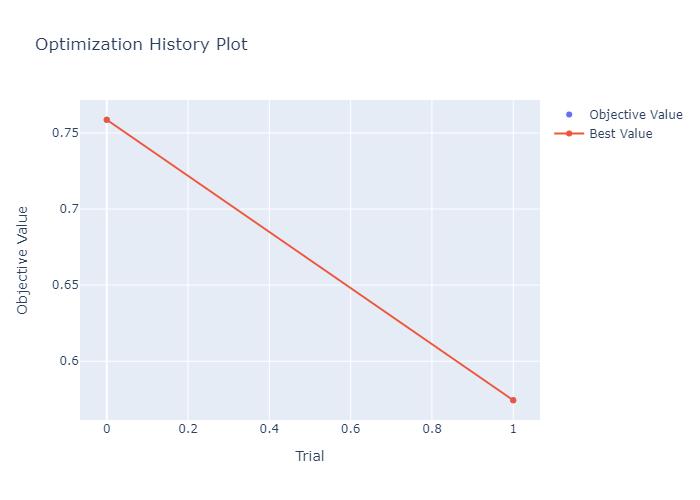 Optimization History Plot
Objective Value
Best Value
0.75
0.7
0.65
0.6
Objective Value
0
0.2
0.4
0.6
0.8
1
Trial